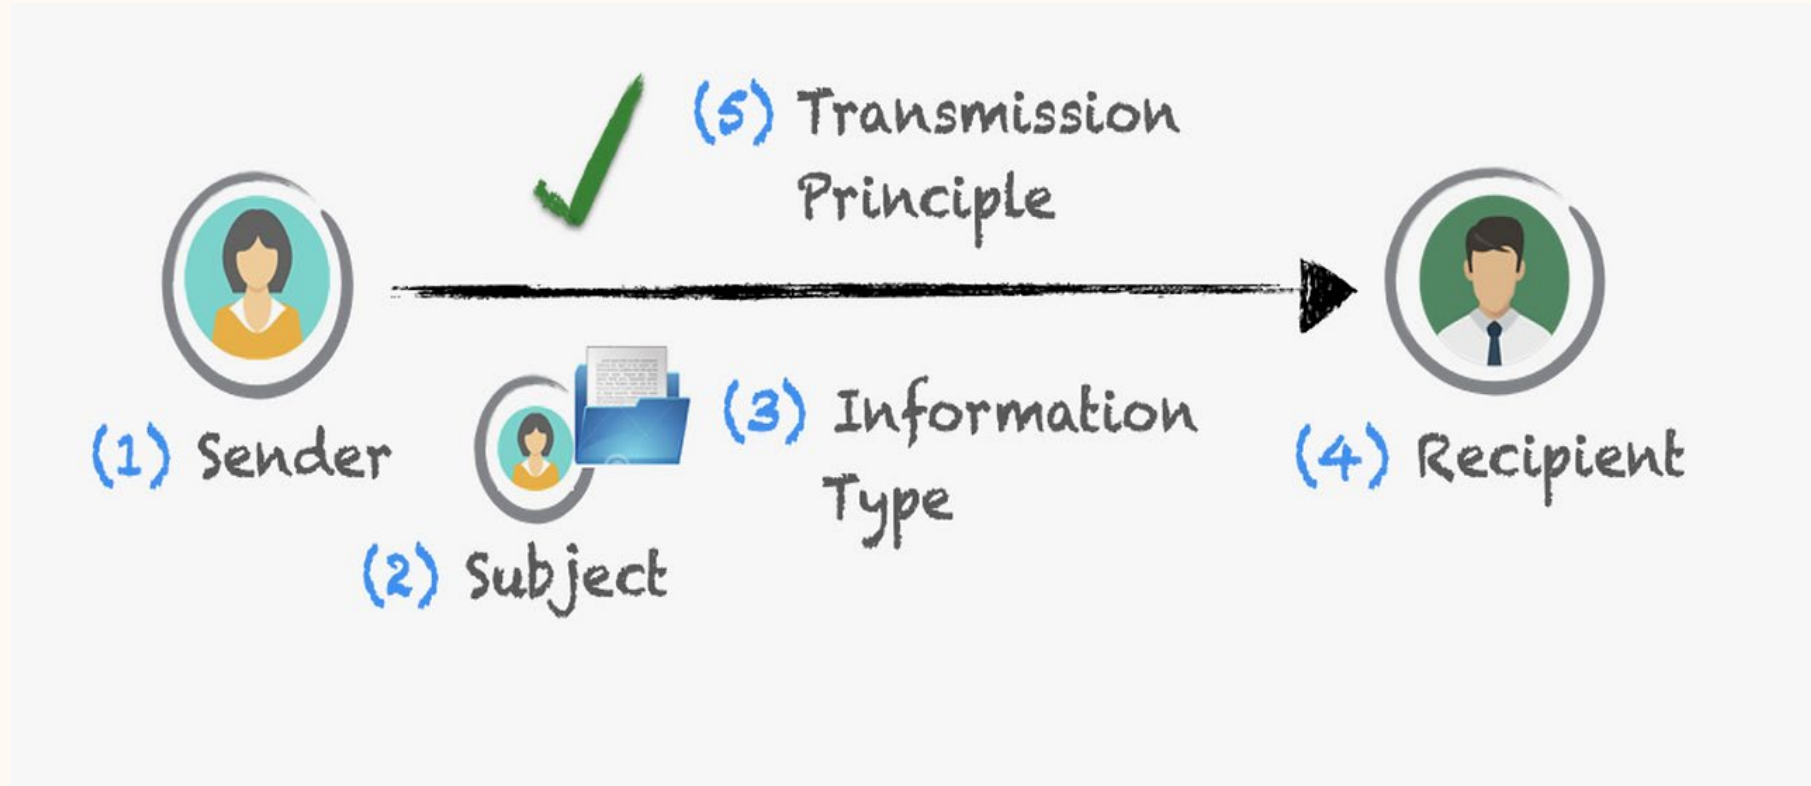 (5) Transmission
Principle
(1) Sender
(3) Information
Type
(4) Recipient
(2) Subject